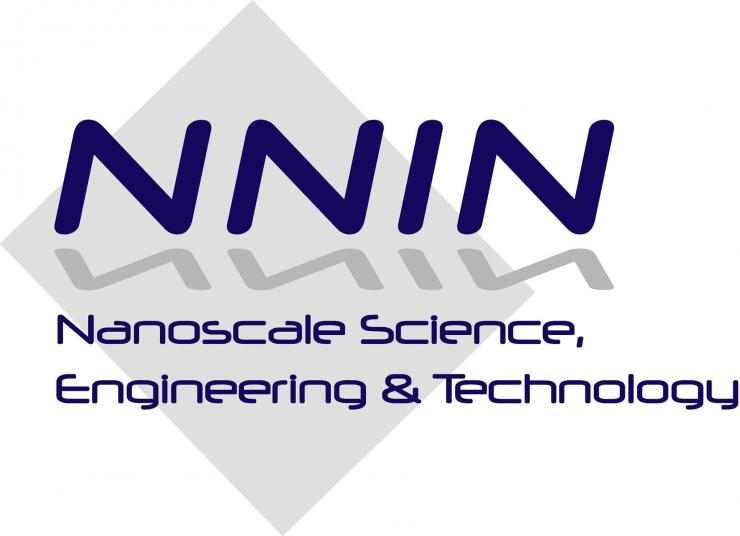 NNIN
Nanoscale Science,
Engineering & Technology